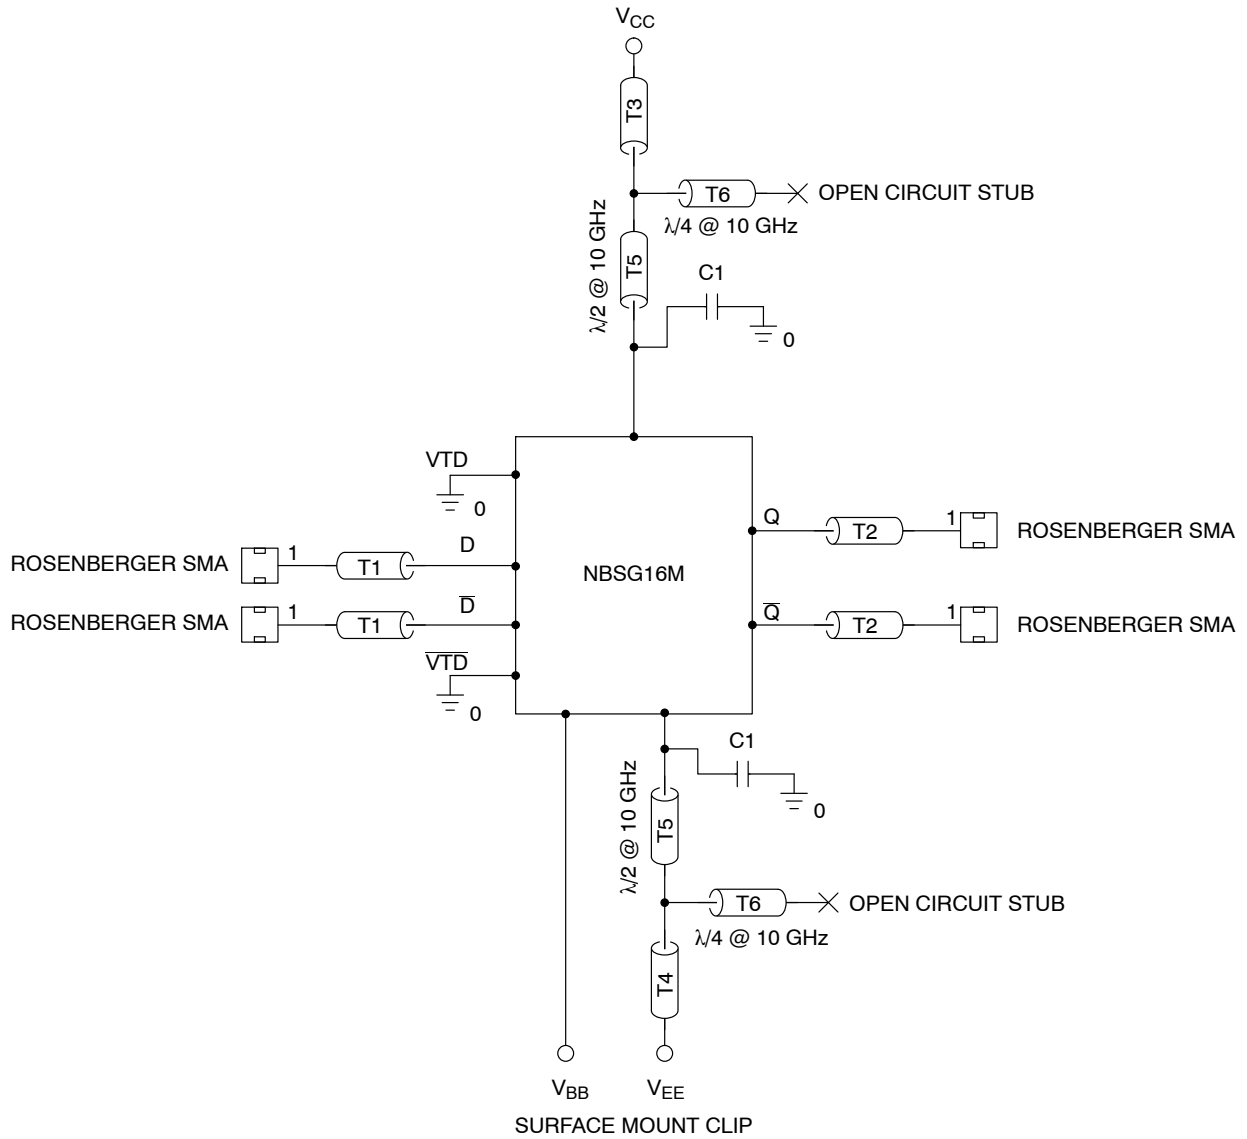 VCC
T3
T6
OPEN CIRCUIT STUB
λ/4 @ 10 GHz
λ/2 @ 10 GHz
T5
C1
0
VTD
0
Q
T2
1
ROSENBERGER SMA
ROSENBERGER SMA
1
T1
D
NBSG16M
ROSENBERGER SMA
1
T1
D̅
Q̅
T2
1
ROSENBERGER SMA
V̅T̅D̅
0
C1
0
λ/2 @ 10 GHz
T5
T6
OPEN CIRCUIT STUB
λ/4 @ 10 GHz
T4
VBB
VEE
SURFACE MOUNT CLIP